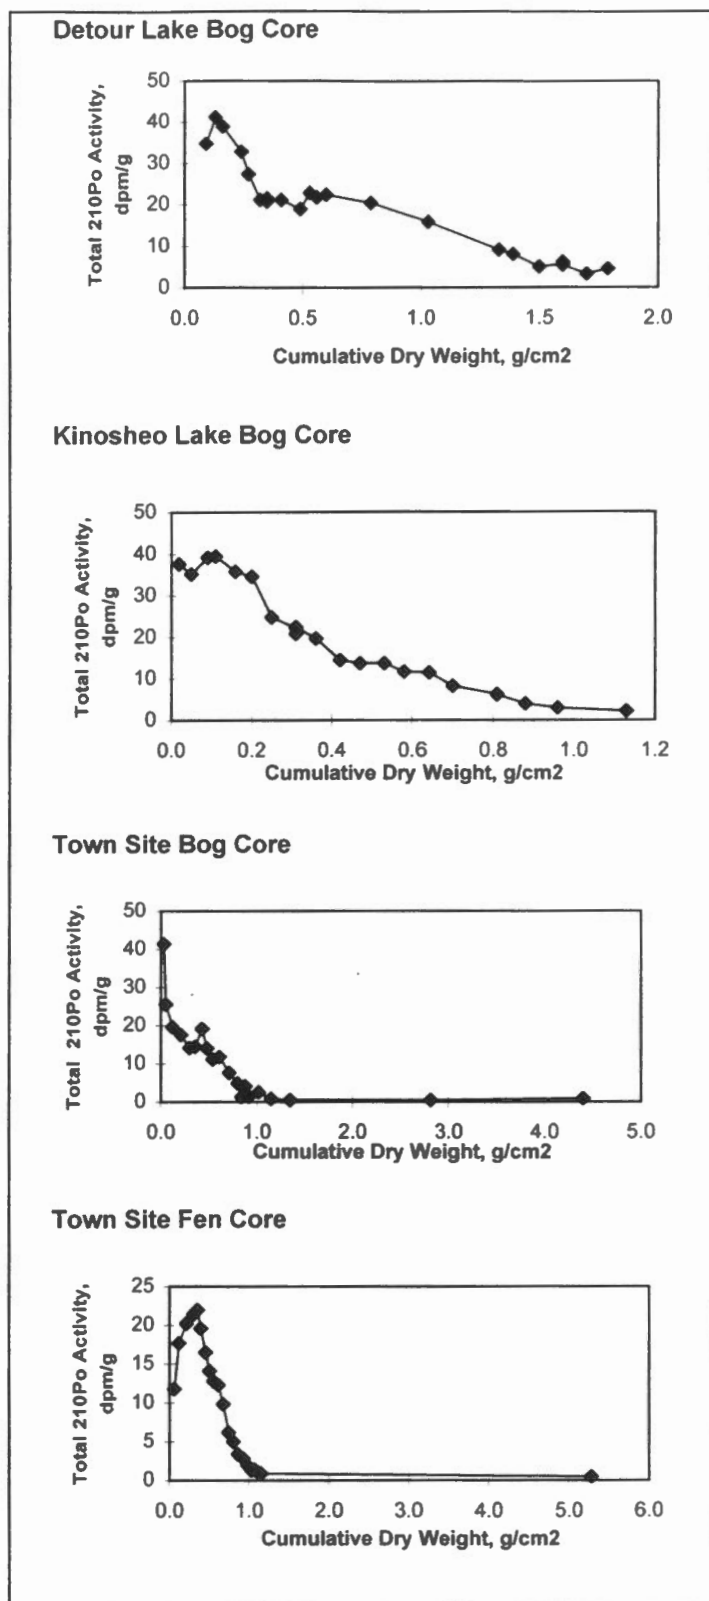 Detour Lake Bog Core
Total 210Po Activity,
dpm/g
50
40
30
20
10
0
0.0 0.5 1.0 1.5 2.0
Cumulative Dry Weight, g/cm2
Kinosheo Lake Bog Core
Total 210Po Activity,
dpm/g
50
40
30
20
10
0
0.0 0.2 0.4 0.6 0.8 1.0 1.2
Cumulative Dry Weight, g/cm2
Town Site Bog Core
Total 210Po Activity,
dpm/g
50
40
30
20
10
0
0.0 1.0 2.0 3.0 4.0 5.0
Cumulative Dry Weight, g/cm2
Town Site Fen Core
Total 210Po Activity,
dpm/g
25
20
15
10
5
0
0.0 1.0 2.0 3.0 4.0 5.0 6.0
Cumulative Dry Weight, g/cm2